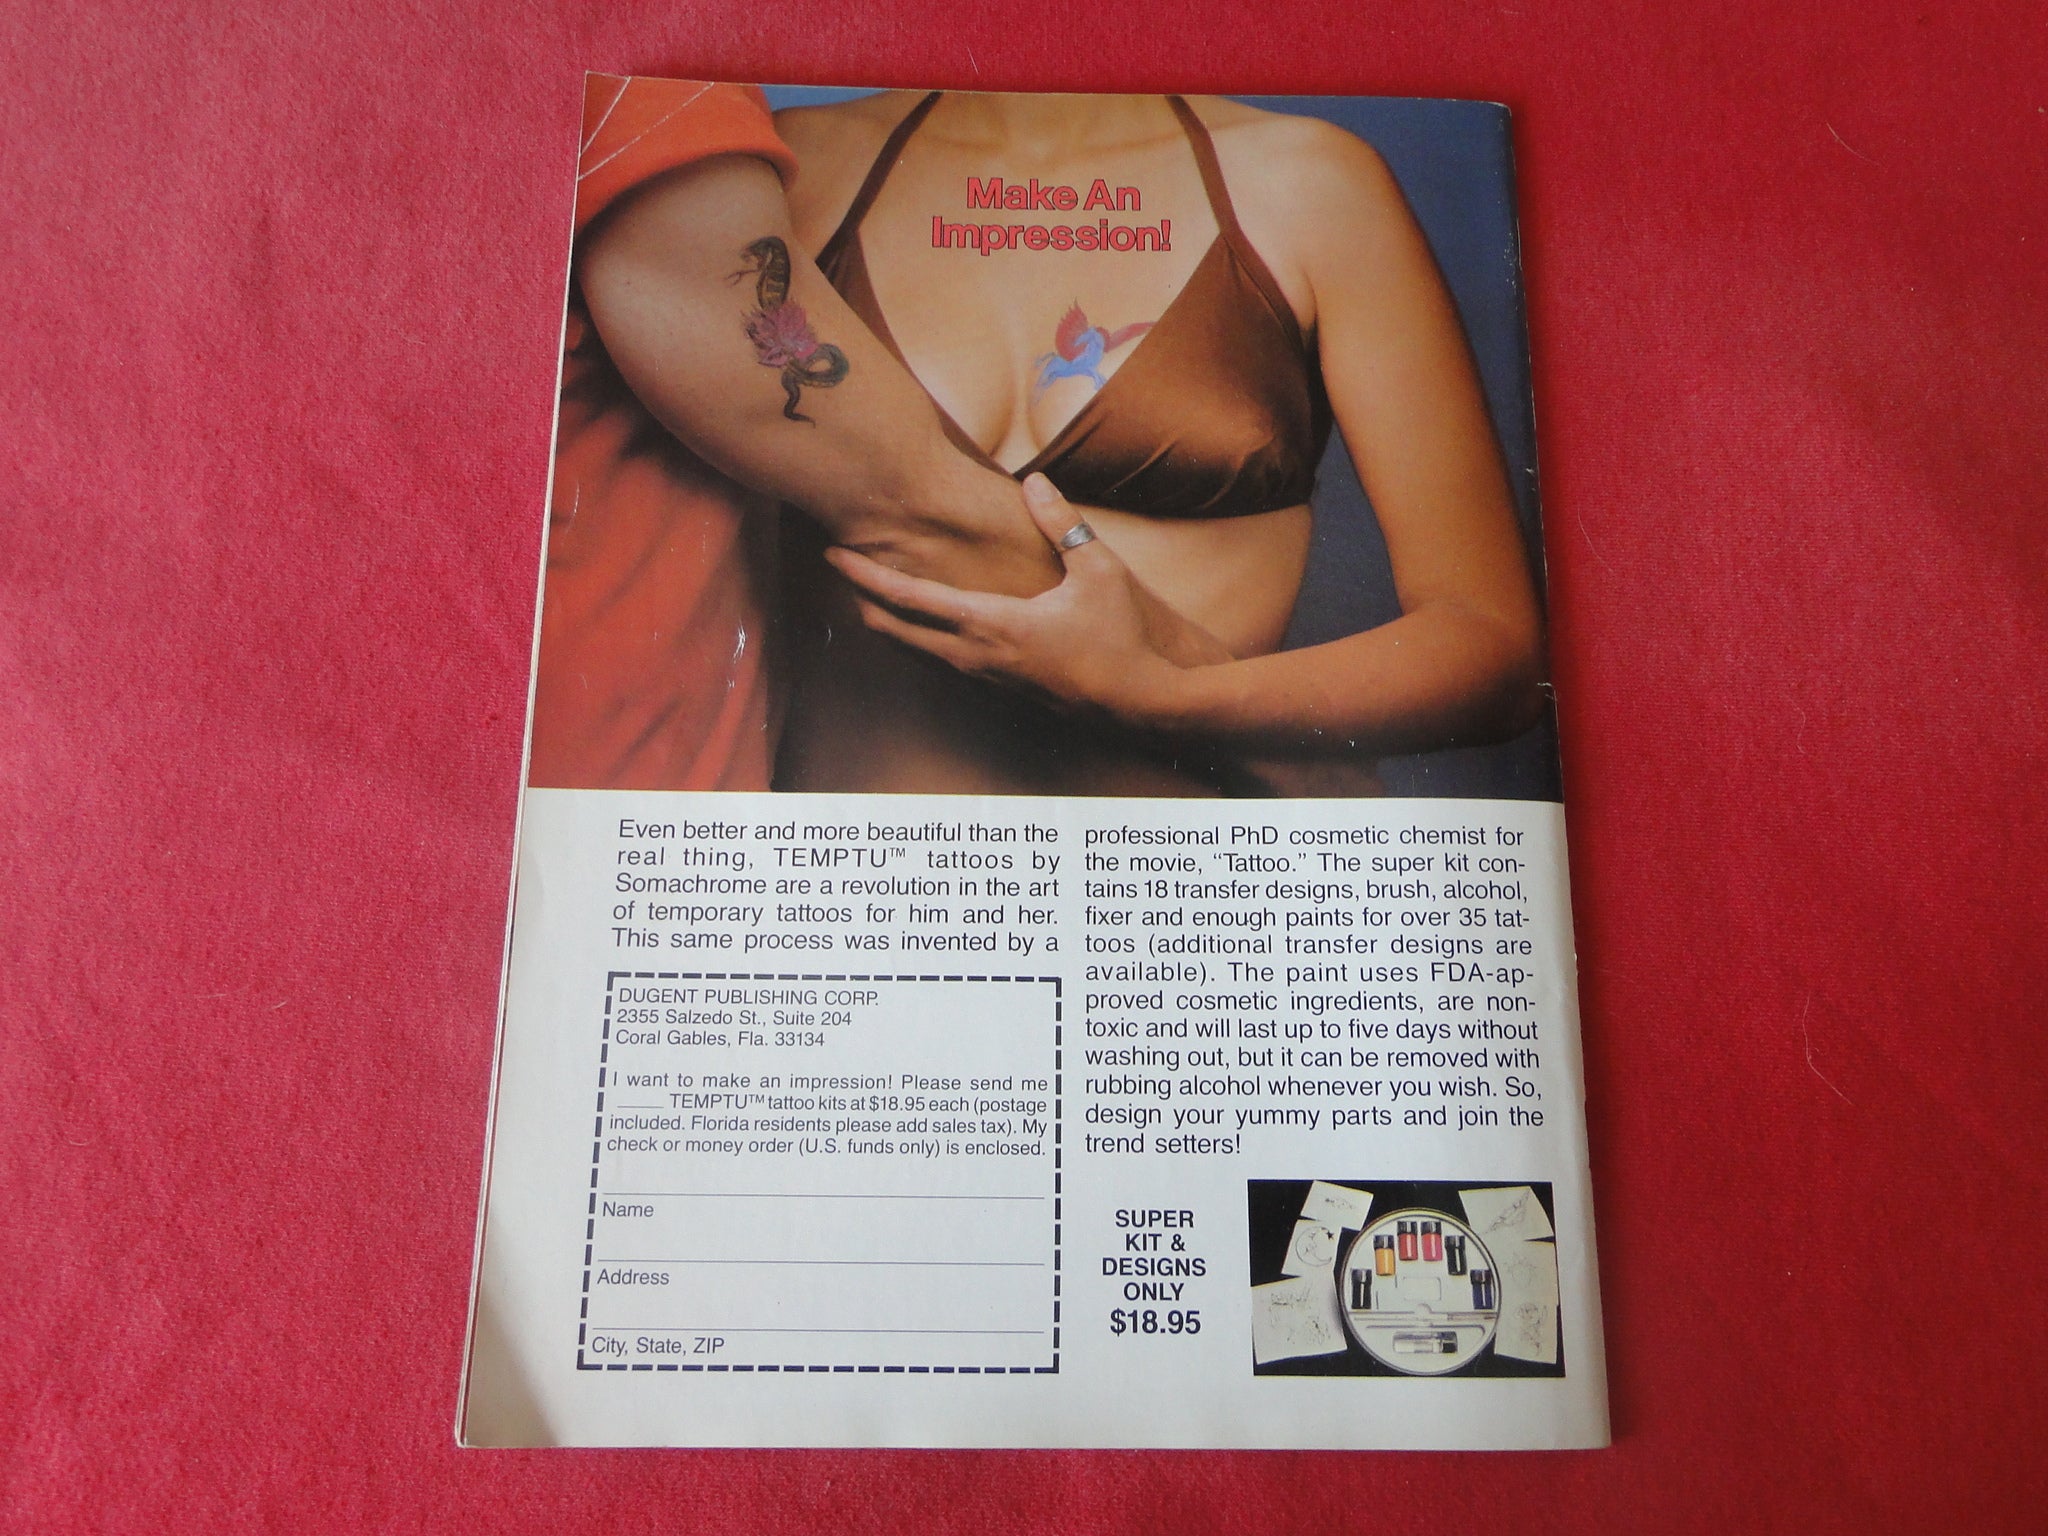 Make An
Impression!
Even better and more beautiful than the
real thing, TEMPTU™ tattoos by
Somachrome are a revolution in the art
of temporary tattoos for him and her.
This same process was invented by a
professional PhD cosmetic chemist for
the movie, “Tattoo.” The super kit con-
tains 18 transfer designs, brush, alcohol,
fixer and enough paints for over 35 tat-
toos (additional transfer designs are
available). The paint uses FDA-ap-
proved cosmetic ingredients, are non-
toxic and will last up to five days without
washing out, but it can be removed with
rubbing alcohol whenever you wish. So,
design your yummy parts and join the
trend setters!
DUGENT PUBLISHING CORP.
2355 Salzedo St., Suite 204
Coral Gables, Fla. 33134
I want to make an impression! Please send me
_____ TEMPTU™ tattoo kits at $18.95 each (postage
included. Florida residents please add sales tax). My
check or money order (U.S. funds only) is enclosed.
Name
Address
City, State, ZIP
SUPER
KIT &
DESIGNS
ONLY
$18.95